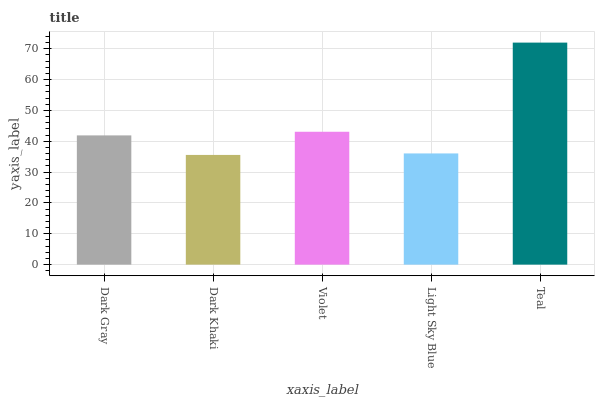 title
yaxis_label
70
60
50
40
30
20
10
0
Dark Gray
Dark Khaki
Violet
Light Sky Blue
Teal
xaxis_label